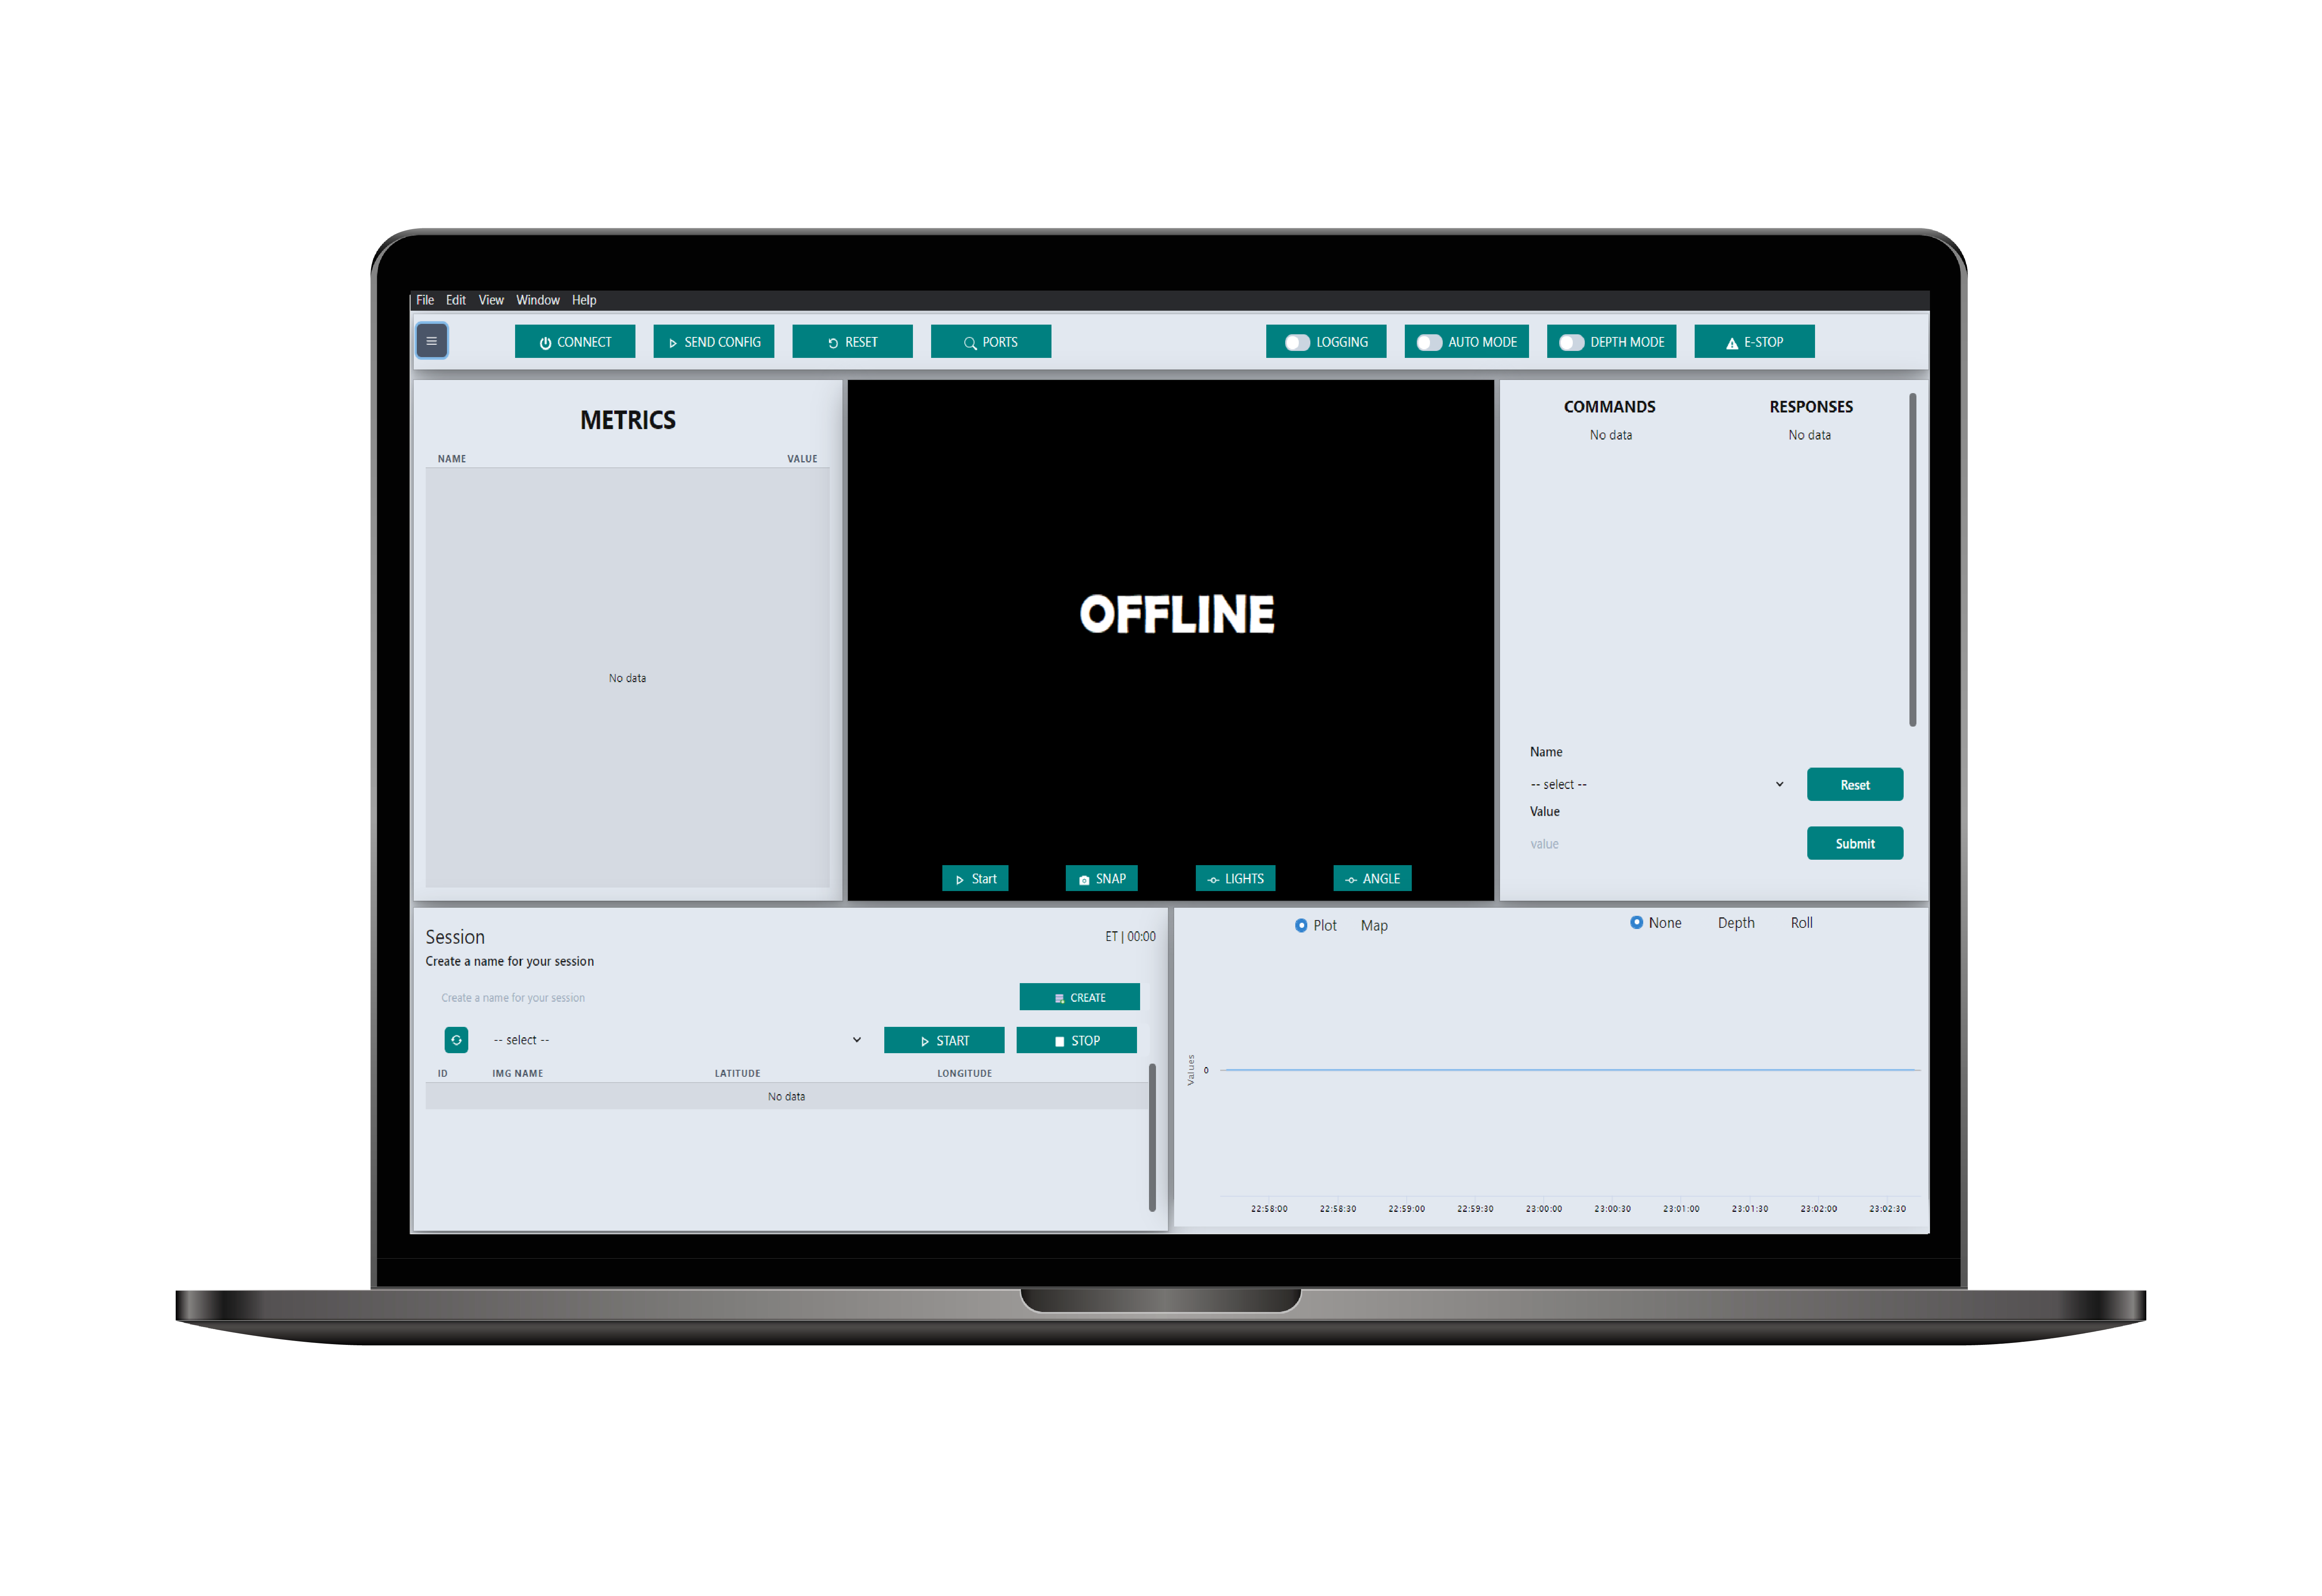 File Edit View Window Help
CONNECT SEND CONFIG RESET PORTS LOGGING AUTO MODE DEPTH MODE E-STOP
METRICS
NAME VALUE
No data
OFFLINE
Start SNAP LIGHTS ANGLE
COMMANDS RESPONSES
No data No data
Name
-- select -- Reset
Value
value Submit
Session ET | 00:00
Create a name for your session
Create a name for your session CREATE
-- select -- START STOP
ID IMG NAME LATITUDE LONGITUDE
No data
Plot Map None Depth Roll
Values 0
22:58:00 22:58:30 22:59:00 22:59:30 23:00:00 23:00:30 23:01:00 23:01:30 23:02:00 23:02:30